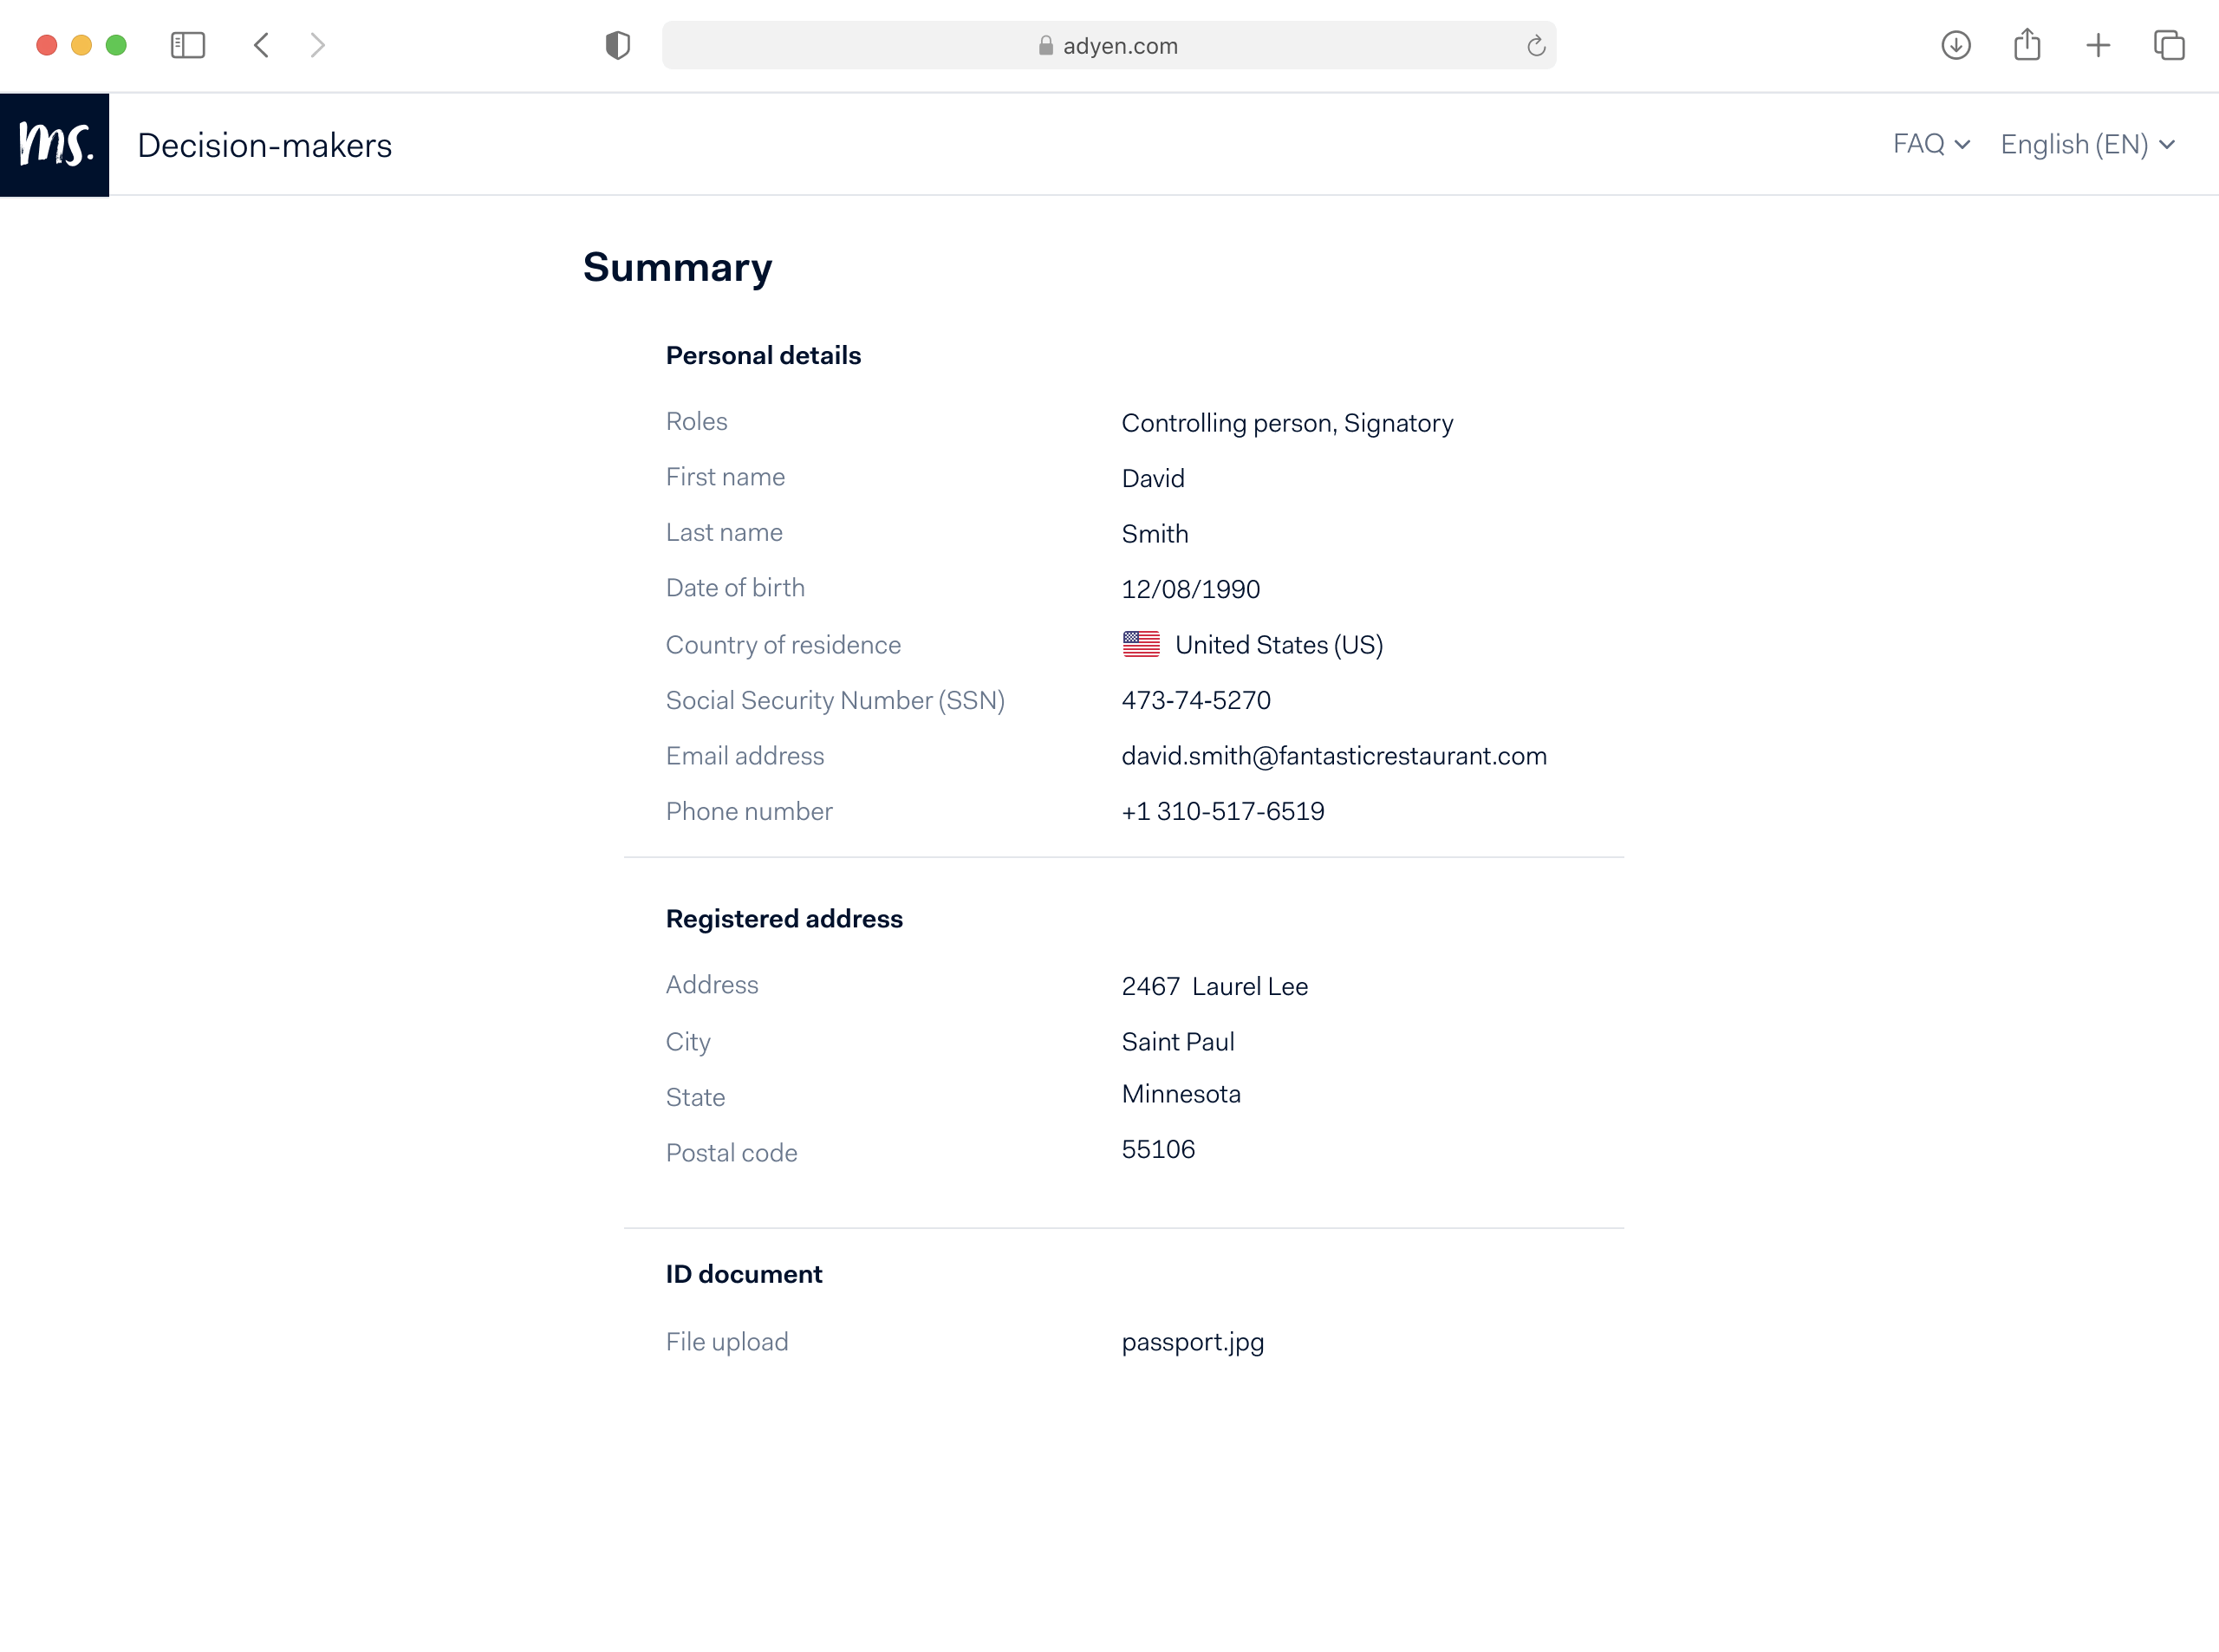 adyen.com
ms.
Decision-makers
FAQ
English (EN)
Summary
Personal details
Roles Controlling person, Signatory
First name David
Last name Smith
Date of birth 12/08/1990
Country of residence United States (US)
Social Security Number (SSN) 473-74-5270
Email address david.smith@fantasticrestaurant.com
Phone number +1 310-517-6519
Registered address
Address 2467  Laurel Lee
City Saint Paul
State Minnesota
Postal code 55106
ID document
File upload passport.jpg